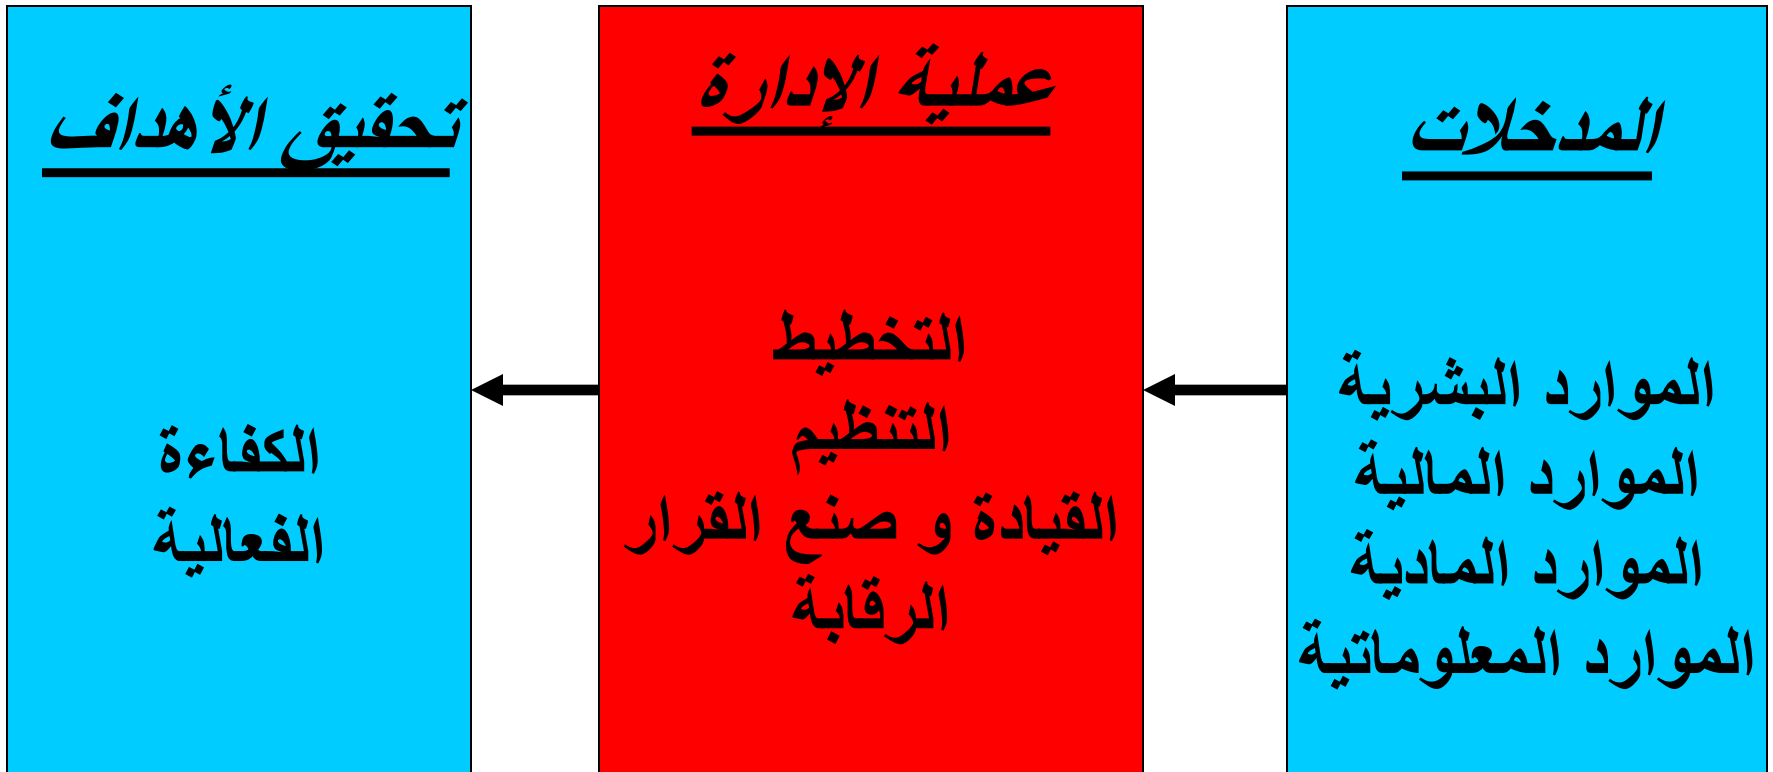 المدخلات
الموارد البشرية
الموارد المالية
الموارد المادية
الموارد المعلوماتية
عملية الإدارة
التخطيط
التنظيم
القيادة و صنع القرار
الرقابة
تحقيق الأهداف
الكفاءة
الفعالية